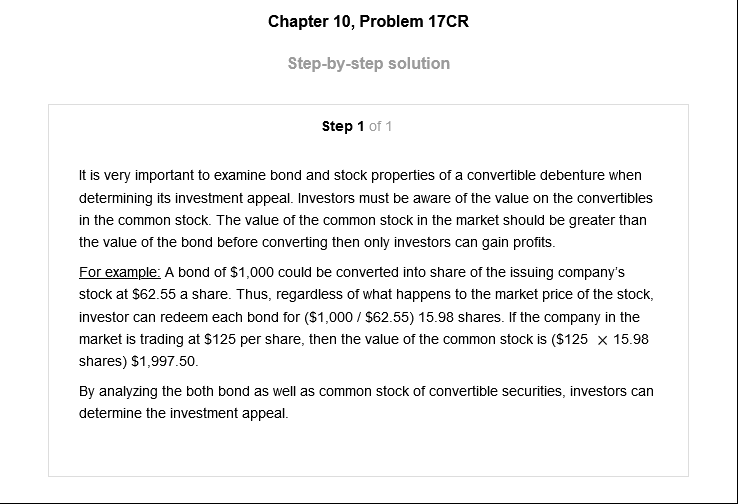 Chapter 10, Problem 17CR
Step-by-step solution
Step 1 of 1
It is very important to examine bond and stock properties of a convertible debenture when
determining its investment appeal. Investors must be aware of the value on the convertibles
in the common stock. The value of the common stock in the market should be greater than
the value of the bond before converting then only investors can gain profits.
For example: A bond of $1,000 could be converted into share of the issuing company's
stock at $62.55 a share. Thus, regardless of what happens to the market price of the stock,
investor can redeem each bond for ($1,000 / $62.55) 15.98 shares. If the company in the
market is trading at $125 per share, then the value of the common stock is ($125 × 15.98
shares) $1,997.50.
By analyzing the both bond as well as common stock of convertible securities, investors can
determine the investment appeal.